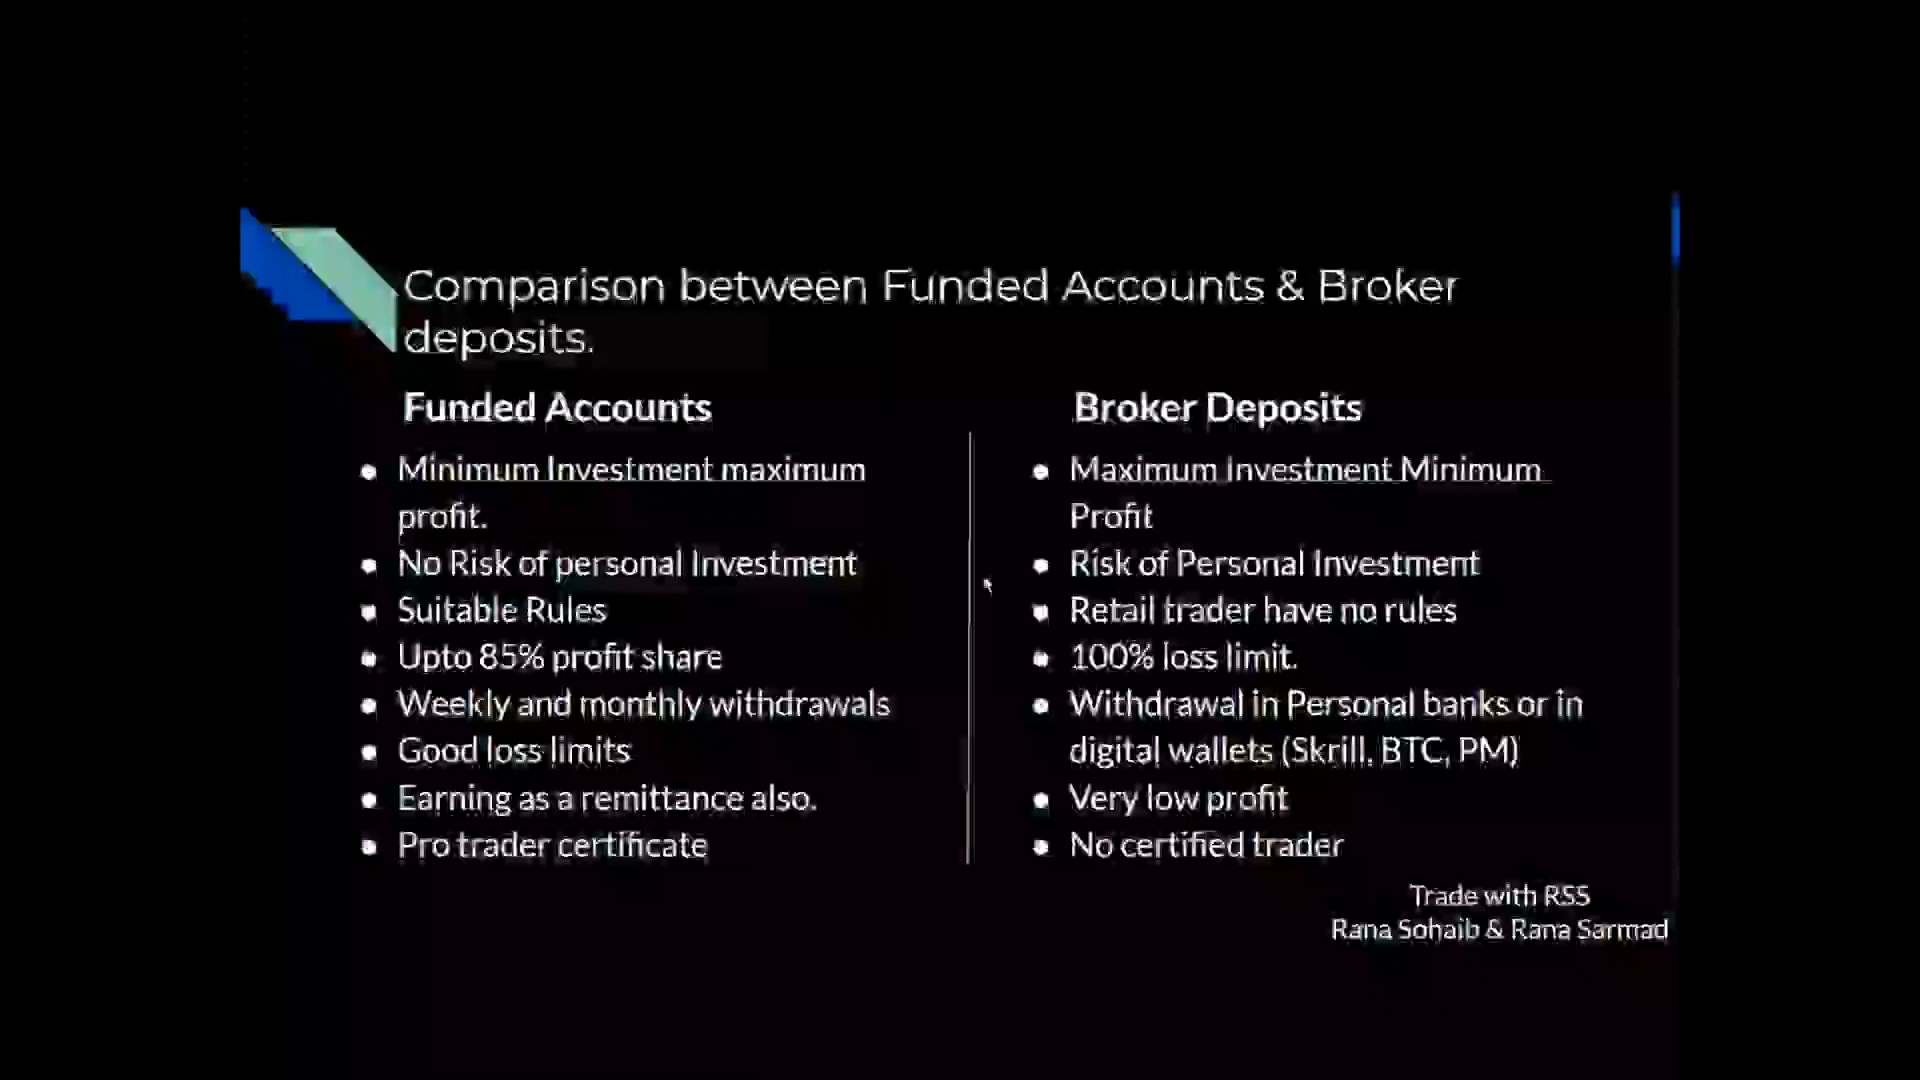 Comparison between Funded Accounts & Broker
deposits.
Funded Accounts
Minimum Investment maximum
profit.
No Risk of personal Investment
Suitable Rules
Upto 85% profit share
Weekly and monthly withdrawals
Good loss limits
Earning as a remittance also.
Pro trader certificate
Broker Deposits
Maximum Investment Minimum
Profit
Risk of Personal Investment
Retail trader have no rules
100% loss limit.
Withdrawal in Personal banks or in
digital wallets (Skrill, BTC, PM)
Very low profit
No certified trader
Trade with RSS
Rana Sohaib & Rana Sarmad